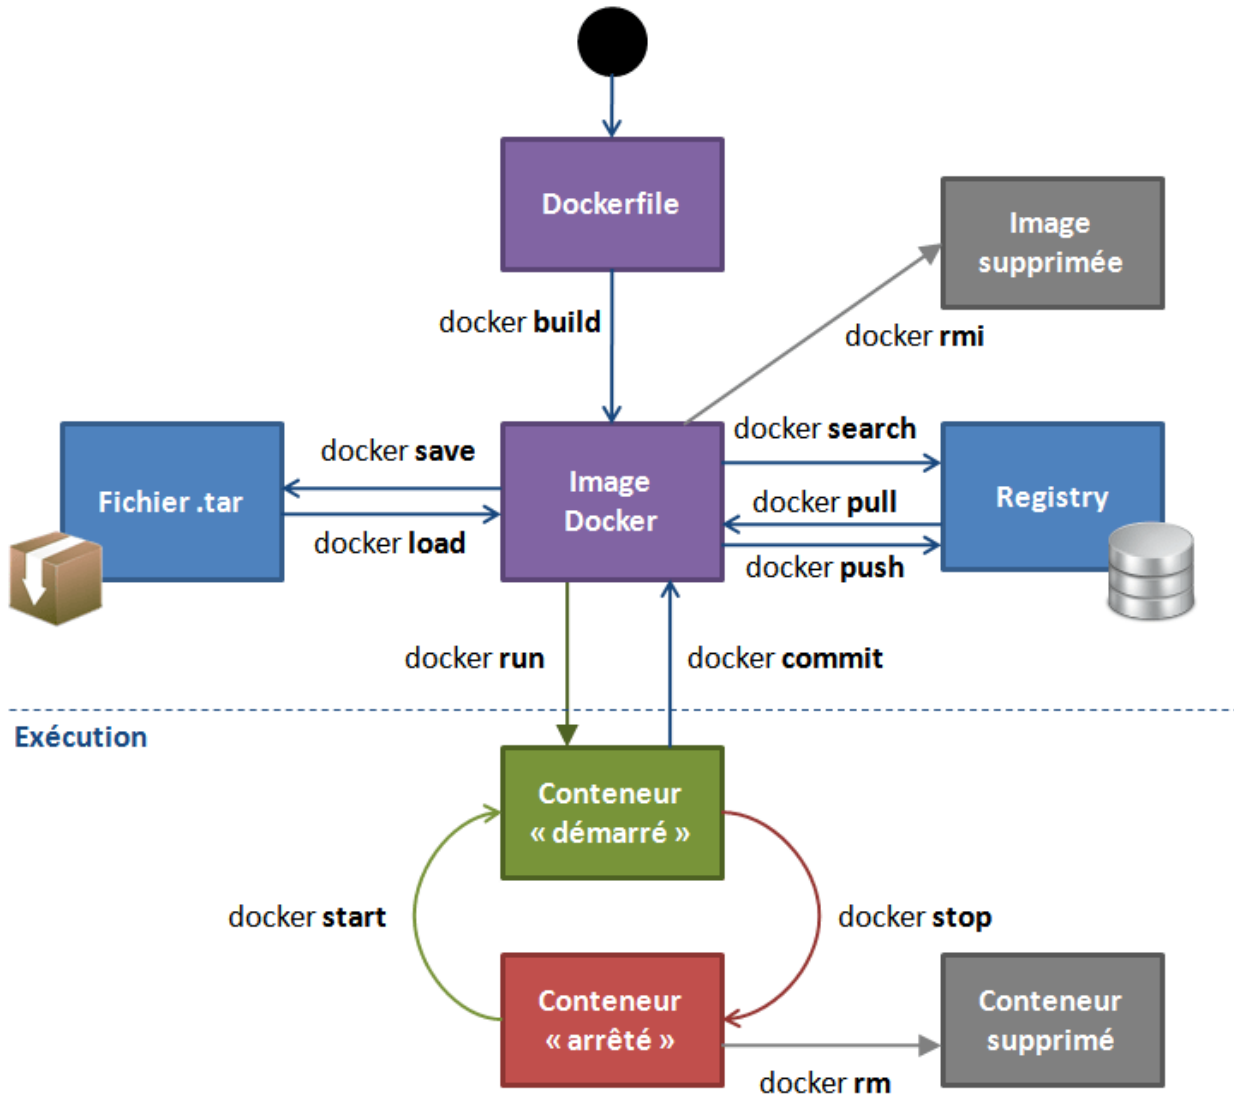 Dockerfile
Image
supprimée
docker build
docker rmi
docker search
docker save
Image
Docker
Fichier .tar
docker pull
Registry
docker load
docker push
docker run
docker commit
Exécution
Conteneur
« démarré »
docker start
docker stop
Conteneur
« arrêté »
Conteneur
supprimé
docker rm